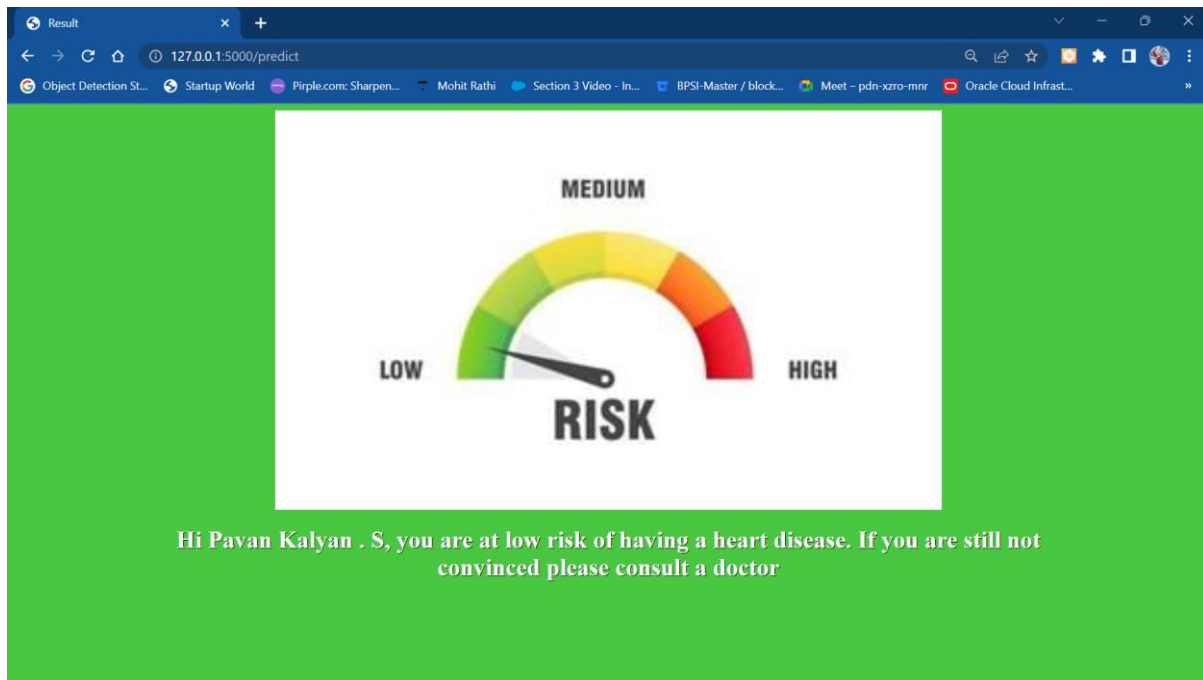 Result
127.0.0.1:5000/predict
Object Detection St... Startup World Pirple.com: Sharpen... Mohit Rathi Section 3 Video - In... BPSI-Master / block... Meet – pdn-xzro-mnr Oracle Cloud Infrast... »
MEDIUM
LOW HIGH
RISK
Hi Pavan Kalyan . S, you are at low risk of having a heart disease. If you are still not
convinced please consult a doctor